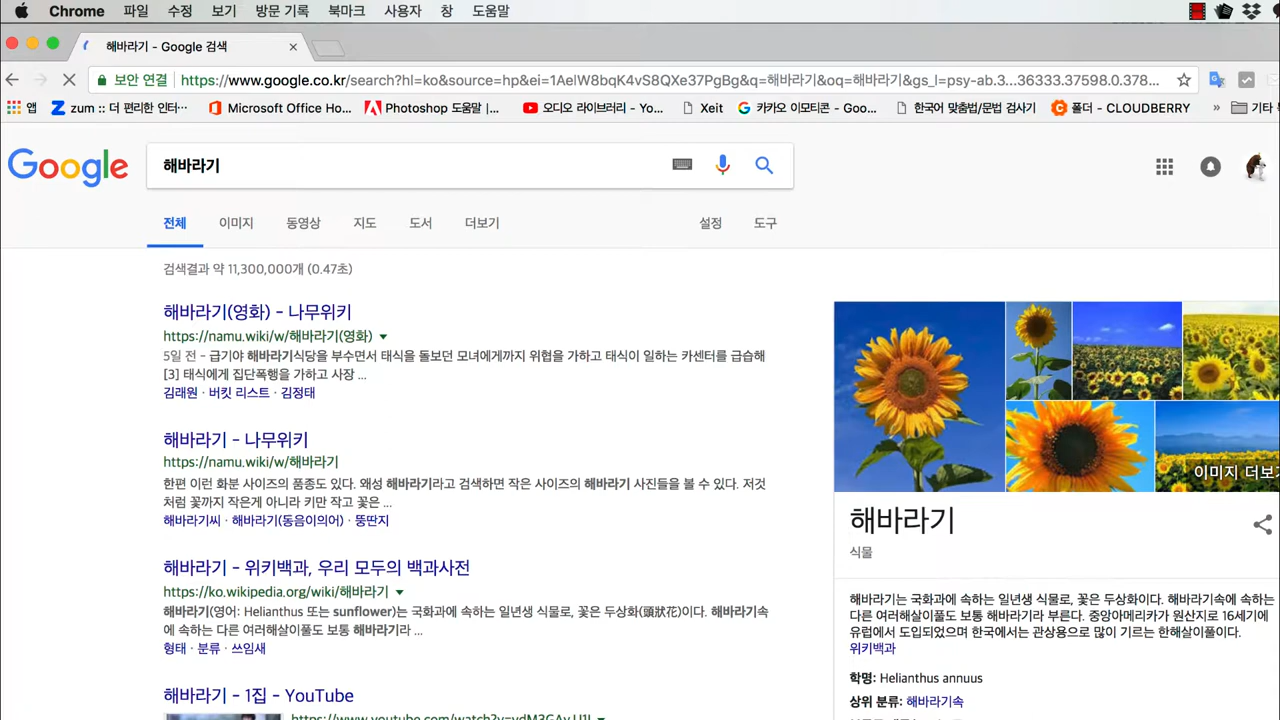 Chrome 파일 수정 보기 방문 기록 북마크 사용자 창 도움말
해바라기 - Google 검색
보안 연결 https://www.google.co.kr/search?hl=ko&source=hp&ei=1AelW8bqK4vS8QXe37PgBg&q=해바라기&oq=해바라기&gs_l=psy-ab.3...36333.37598.0.378...
앱 zum :: 더 편리한 인터… Microsoft Office Ho... Photoshop 도움말 |... 오디오 라이브러리 - Yo... Xeit 카카오 이모티콘 - Goo... 한국어 맞춤법/문법 검사기 폴더 - CLOUDBERRY » 기타
Google
해바라기
전체 이미지 동영상 지도 도서 더보기 설정 도구
검색결과 약 11,300,000개 (0.47초)
해바라기(영화) - 나무위키
https://namu.wiki/w/해바라기(영화)
5일 전 - 급기야 해바라기식당을 부수면서 태식을 돌보던 모녀에게까지 위협을 가하고 태식이 일하는 카센터를 급습해
[3] 태식에게 집단폭행을 가하고 사장 ...
김래원 · 버킷 리스트 · 김정태
해바라기 - 나무위키
https://namu.wiki/w/해바라기
한편 이런 화분 사이즈의 품종도 있다. 왜성 해바라기라고 검색하면 작은 사이즈의 해바라기 사진들을 볼 수 있다. 저것
처럼 꽃까지 작은게 아니라 키만 작고 꽃은 ...
해바라기씨 · 해바라기(동음이의어) · 뚱딴지
해바라기 - 위키백과, 우리 모두의 백과사전
https://ko.wikipedia.org/wiki/해바라기
해바라기(영어: Helianthus 또는 sunflower)는 국화과에 속하는 일년생 식물로, 꽃은 두상화(頭狀花)이다. 해바라기속
에 속하는 다른 여러해살이풀도 보통 해바라기라 ...
형태 · 분류 · 쓰임새
해바라기 - 1집 - YouTube
이미지 더보
해바라기
식물
해바라기는 국화과에 속하는 일년생 식물로, 꽃은 두상화이다. 해바라기속에 속하는
다른 여러해살이풀도 보통 해바라기라 부른다. 중앙아메리카가 원산지로 16세기에
유럽에서 도입되었으며 한국에서는 관상용으로 많이 기르는 한해살이풀이다.
위키백과
학명: Helianthus annuus
상위 분류: 해바라기속